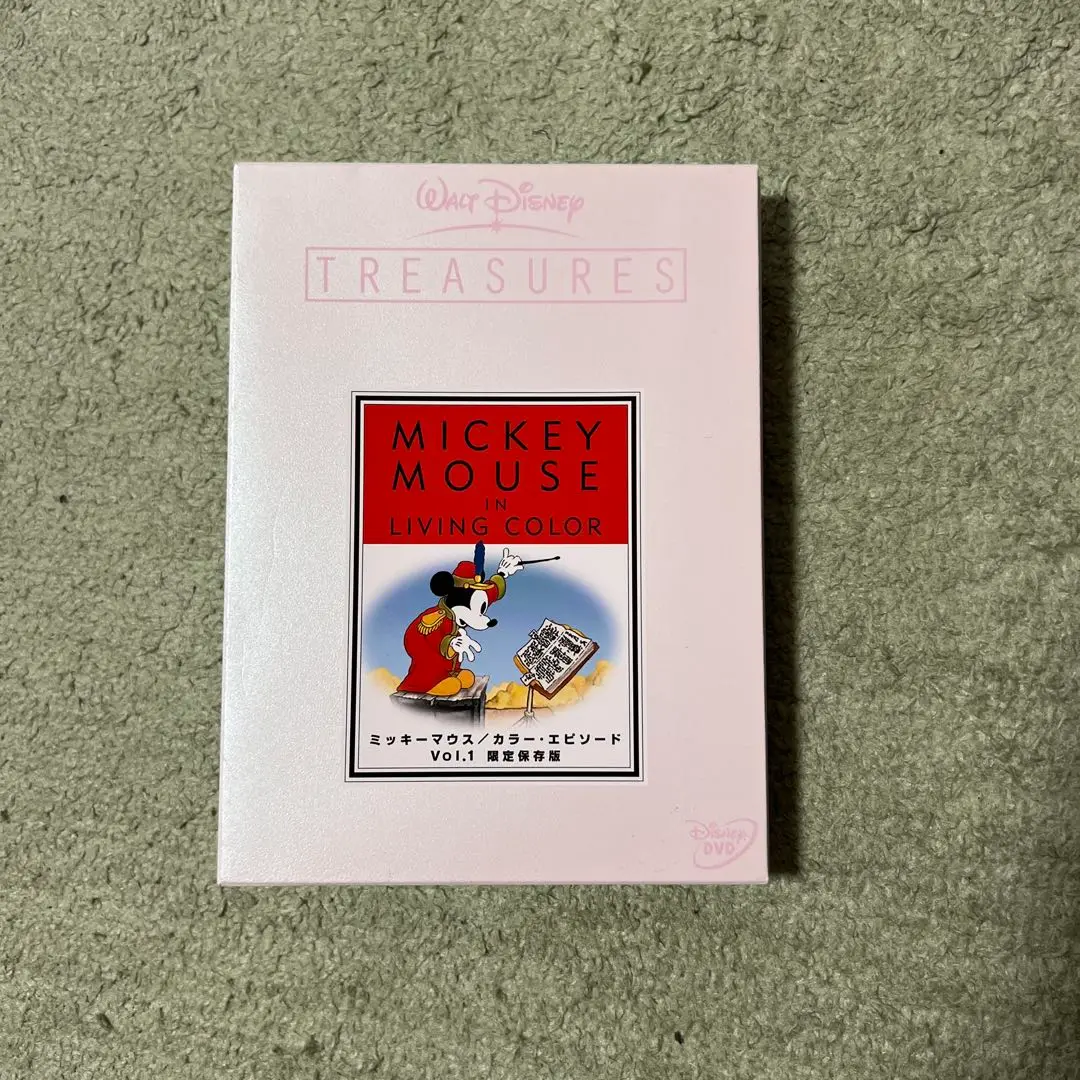 WALT DISNEY
TREASURES
MICKEY
MOUSE
IN
LIVING COLOR
ミッキーマウス/カラー・エピソード
Vol.1 限定保存版
DISNEY
DVD